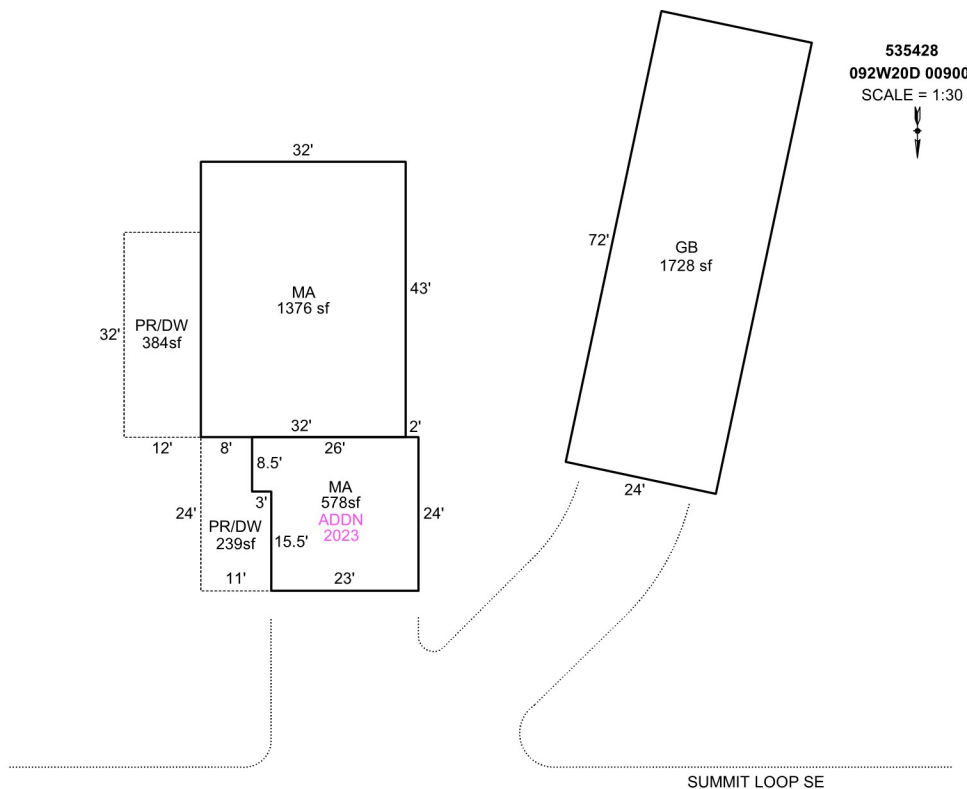 535428
092W20D 00900
SCALE = 1:30
32'
72'
GB
1728 sf
43'
MA
1376 sf
32'
PR/DW
384sf
32'
2'
12'
8'
26'
8.5'
MA
578sf
ADDN
2023
3'
24'
24'
24'
PR/DW
239sf
15.5'
11'
23'
SUMMIT LOOP SE